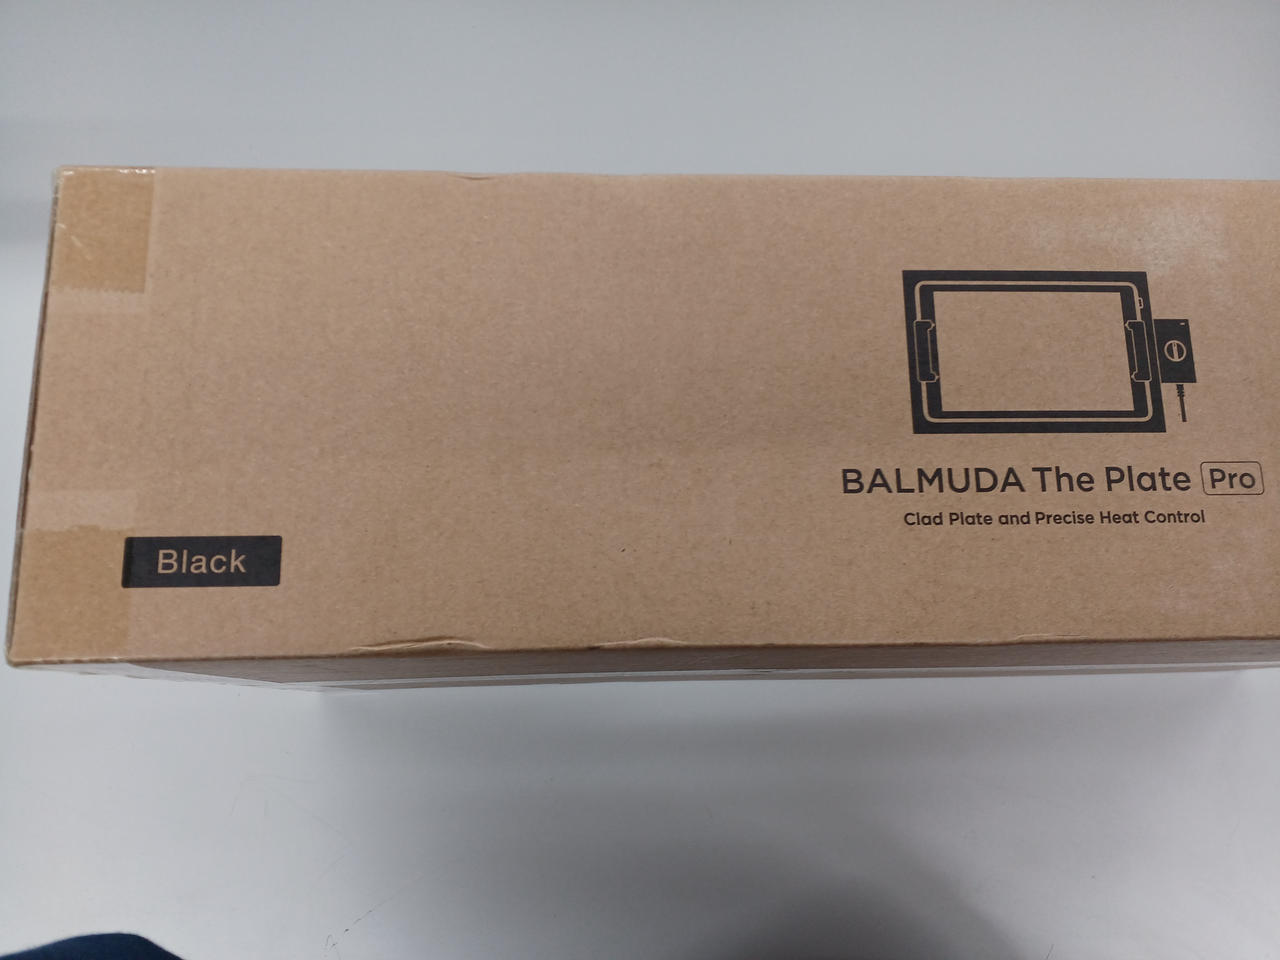 BALMUDA The Plate Pro
Clad Plate and Precise Heat Control
Black